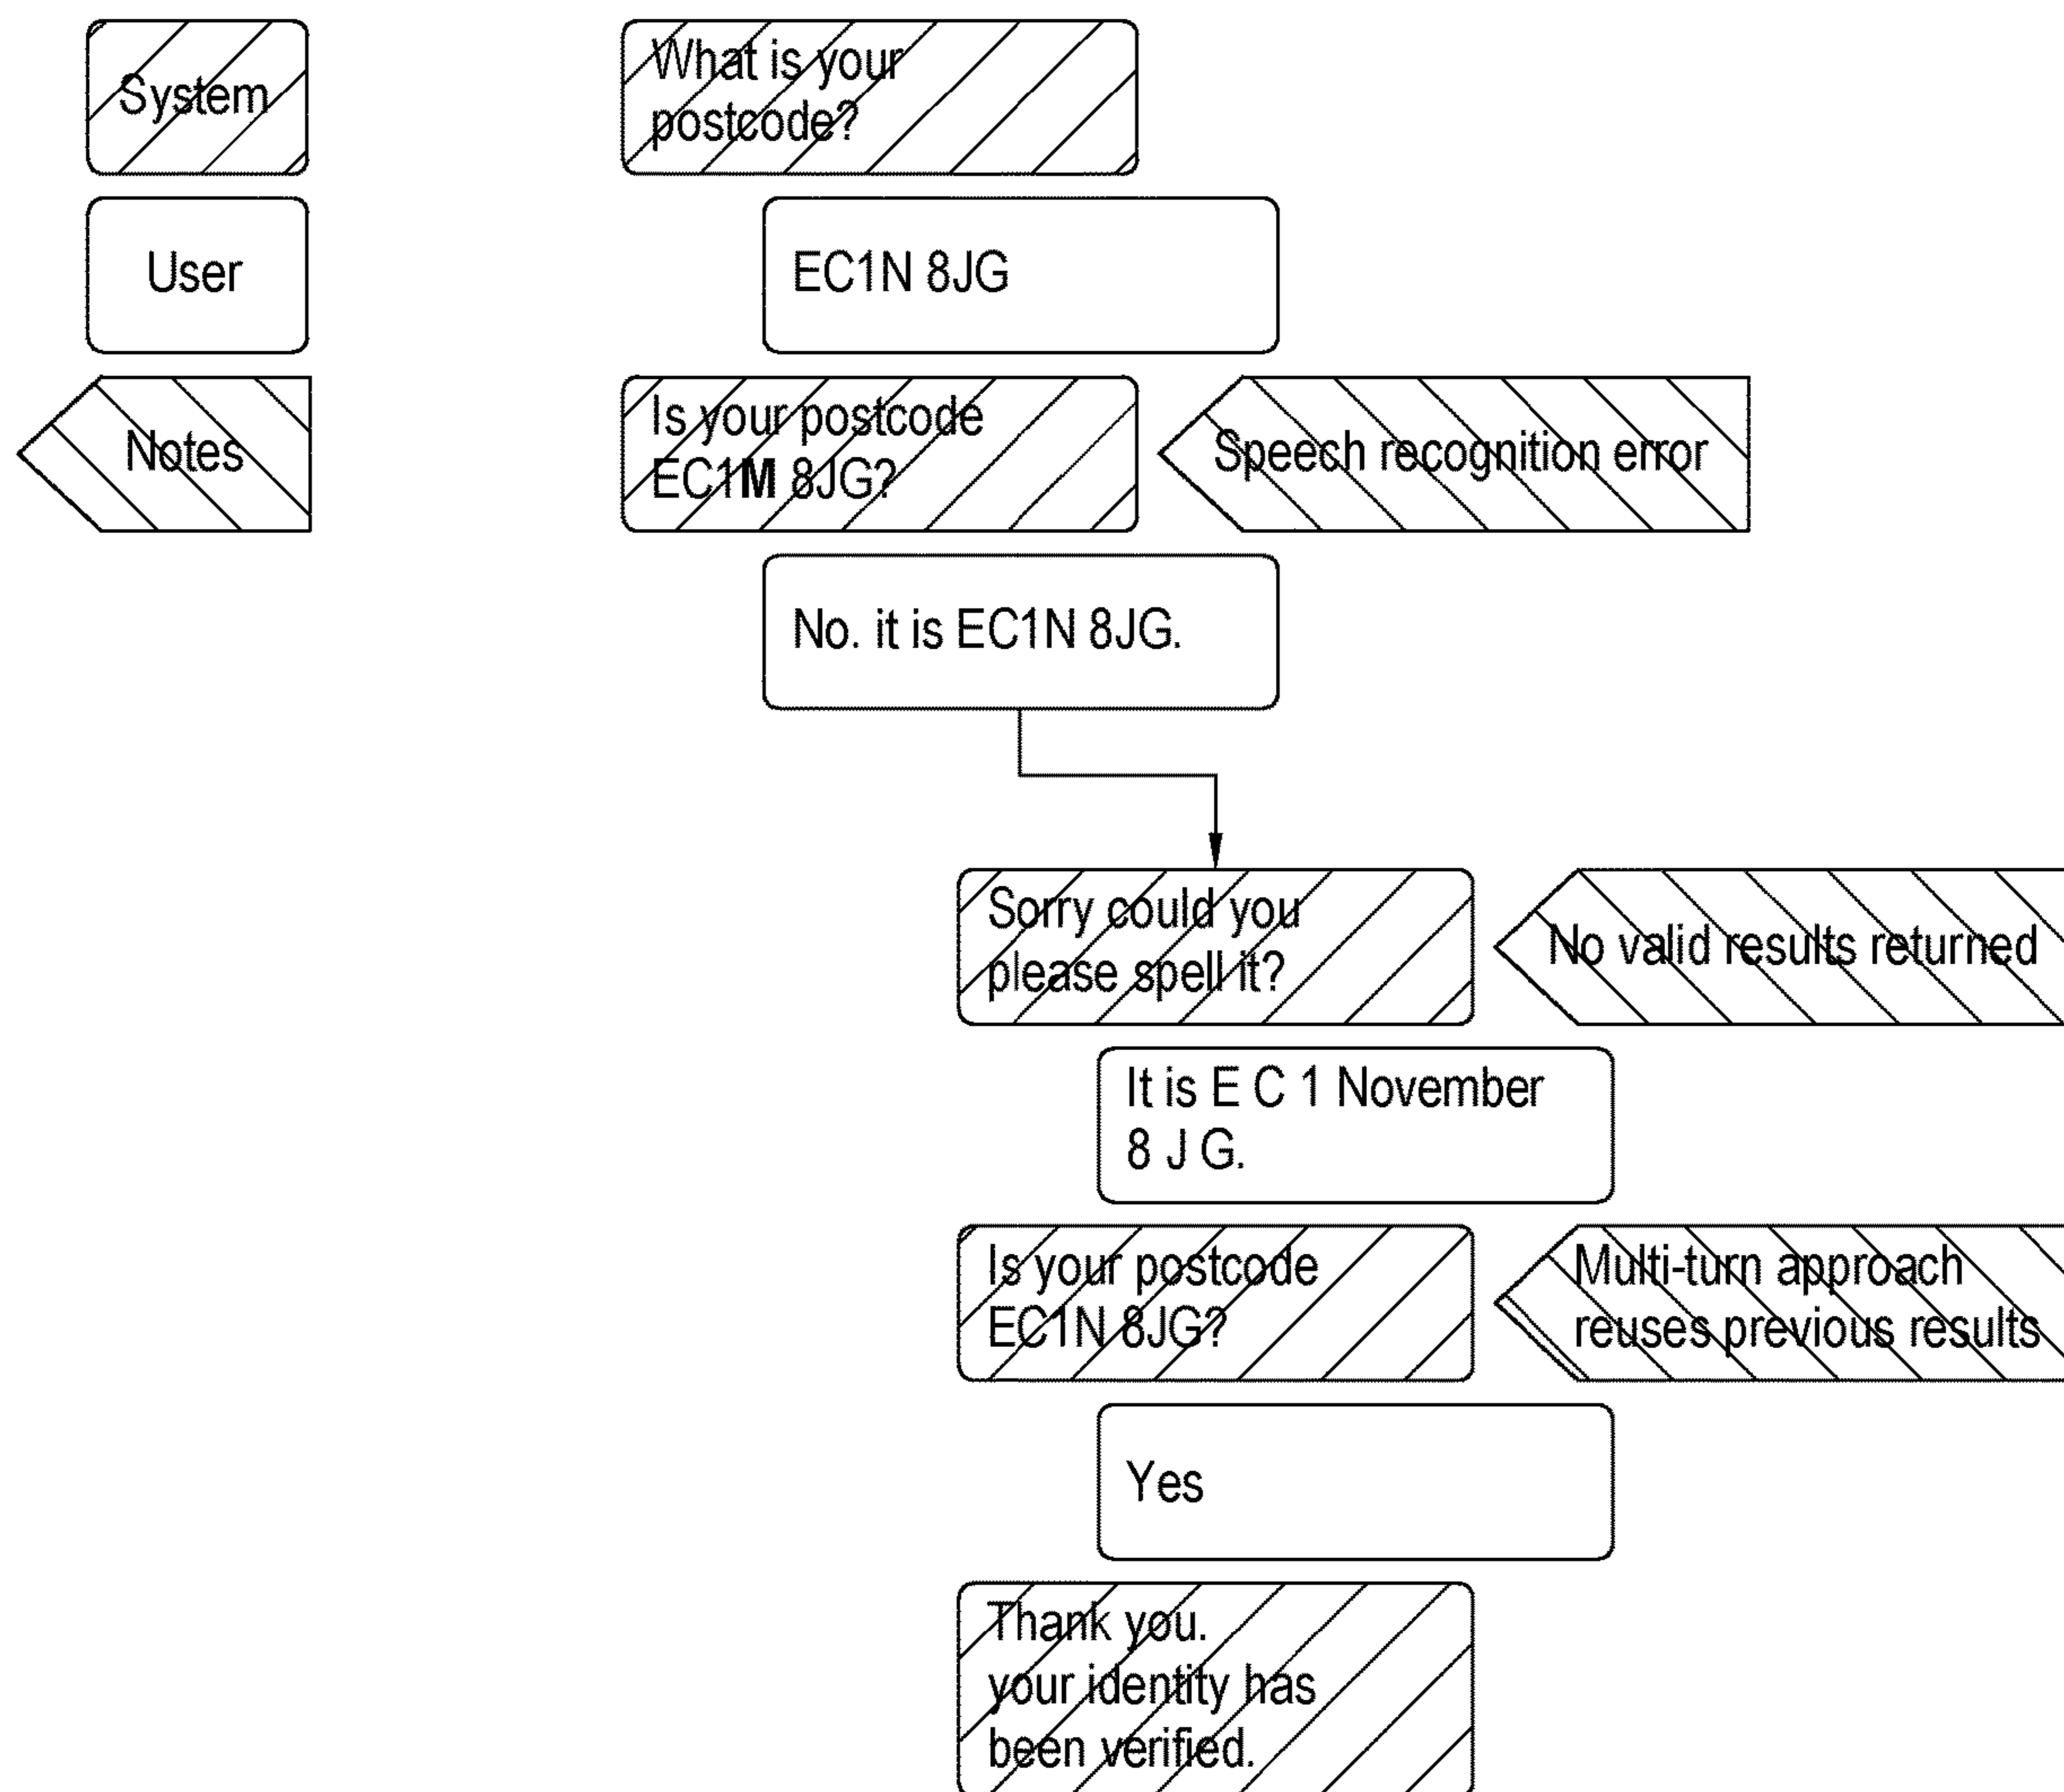 System
User
Notes
What is your
postcode?
EC1N 8JG
Is your postcode
EC1M 8JG?
Speech recognition error
No. it is EC1N 8JG.
Sorry could you
please spell it?
No valid results returned
It is E C 1 November
8 J G.
Is your postcode
EC1N 8JG?
Multi-turn approach
reuses previous results
Yes
Thank you.
your identity has
been verified.